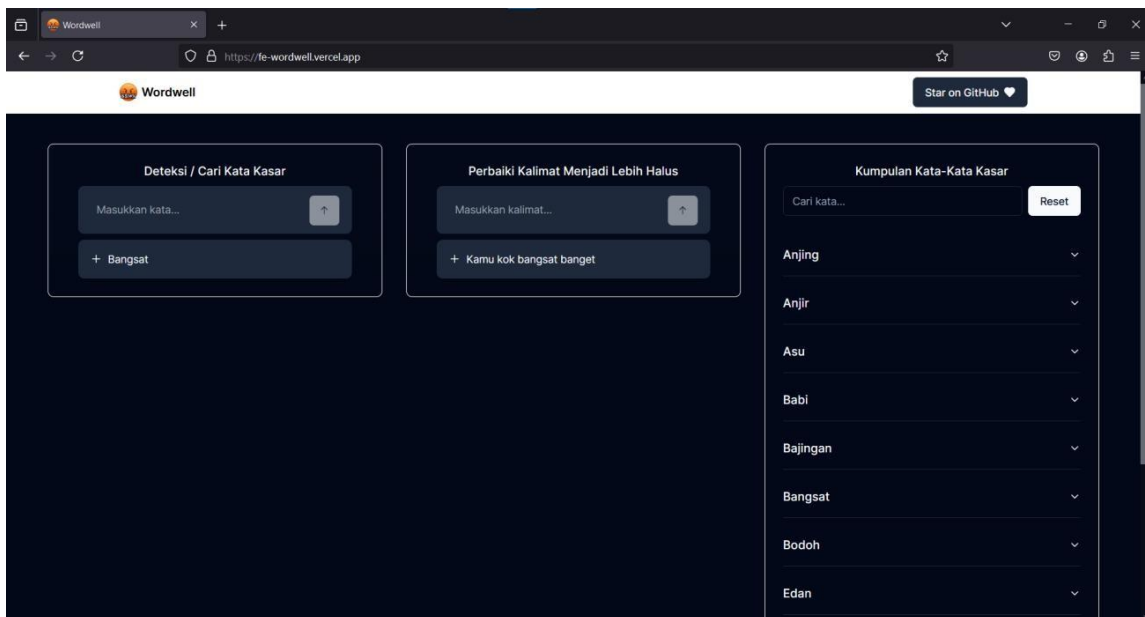 Wordwell
https://fe-wordwell.vercel.app
Wordwell
Star on GitHub
Deteksi / Cari Kata Kasar
Masukkan kata...
Bangsat
Perbaiki Kalimat Menjadi Lebih Halus
Masukkan kalimat...
Kamu kok bangsat banget
Kumpulan Kata-Kata Kasar
Cari kata...
Reset
Anjing
Anjir
Asu
Babi
Bajingan
Bangsat
Bodoh
Edan